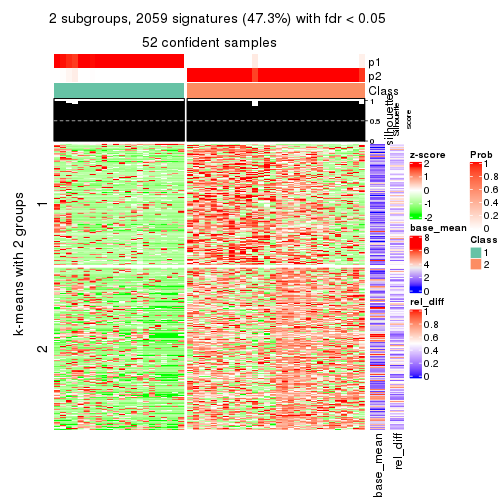 2 subgroups, 2059 signatures (47.3%) with fdr < 0.05
52 confident samples
p1
p2
Class
1
0.5
0
silhouette
Silhouette
score
k-means with 2 groups
1
2
base_mean
rel_diff
z-score
2
1
0
-1
-2
base_mean
8
6
4
2
0
rel_diff
1
0.8
0.6
0.4
0.2
0
Prob
1
0.8
0.6
0.4
0.2
0
Class
1
2